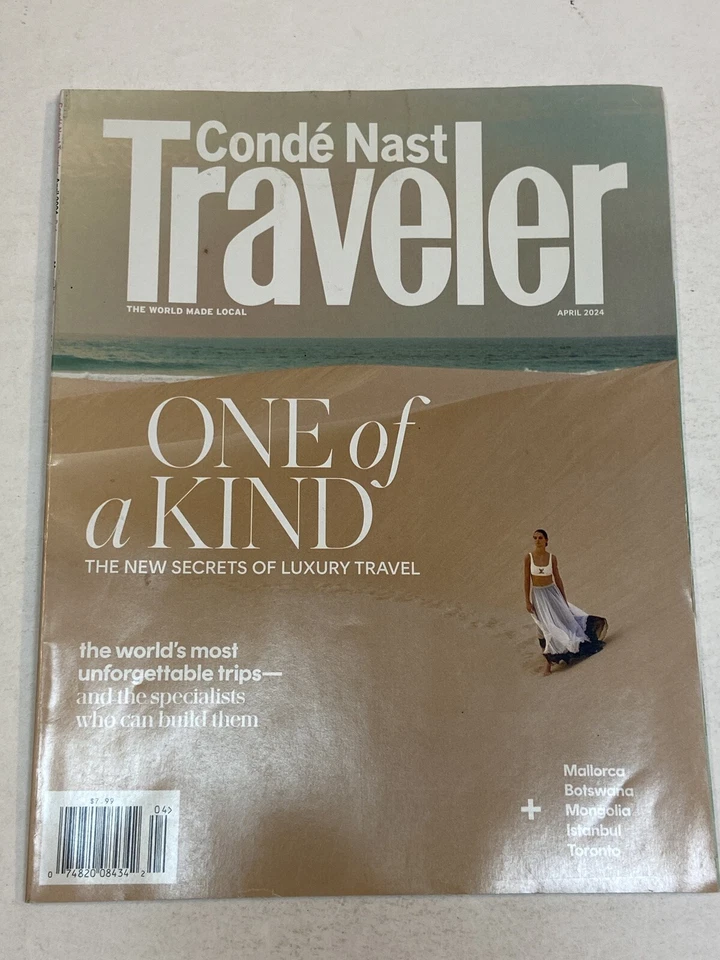 Condé Nast
Traveler
THE WORLD MADE LOCAL
APRIL 2024
ONE of
a KIND
THE NEW SECRETS OF LUXURY TRAVEL
the world's most
unforgettable trips—
and the specialists
who can build them
Mallorca
Botswana
+ Mongolia
Istanbul
Toronto
$7.99
04>
0 74820 08434 2